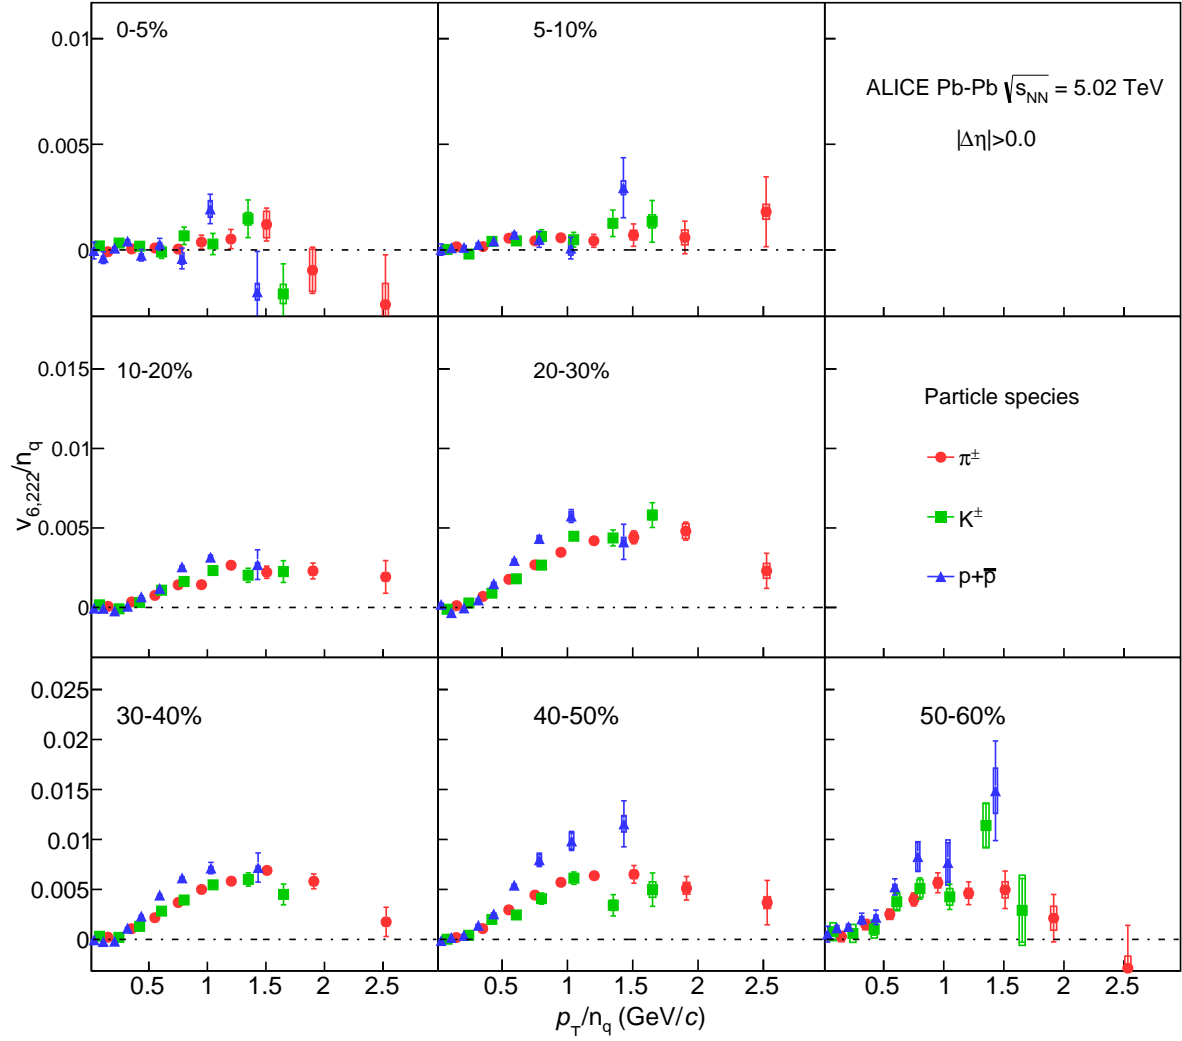 0-5%
5-10%
0.01
0.005
0
ALICE Pb-Pb √sNN = 5.02 TeV
|Δη|>0.0
10-20%
20-30%
0.015
0.01
0.005
0
Particle species
π±
K±
p+p̅
v6,222/nq
30-40%
40-50%
50-60%
0.025
0.02
0.015
0.01
0.005
0
0.5 1 1.5 2 2.5
0.5 1 1.5 2 2.5
0.5 1 1.5 2 2.5
pT/nq (GeV/c)